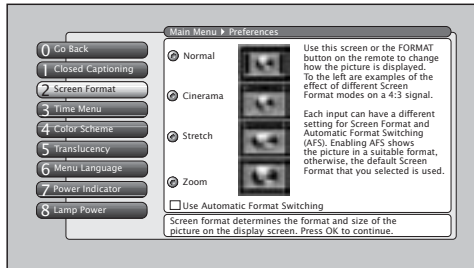 Main Menu Preferences
0 Go Back
1 Closed Captioning
2 Screen Format
3 Time Menu
4 Color Scheme
5 Translucency
6 Menu Language
7 Power Indicator
8 Lamp Power
Normal
Cinerama
Stretch
Zoom
Use Automatic Format Switching
Use this screen or the FORMAT
button on the remote to change
how the picture is displayed.
To the left are examples of the
effect of different Screen
Format modes on a 4:3 signal.
Each input can have a different
setting for Screen Format and
Automatic Format Switching
(AFS). Enabling AFS shows
the picture in a suitable format,
otherwise, the default Screen
Format that you selected is used.
Screen format determines the format and size of the
picture on the display screen. Press OK to continue.